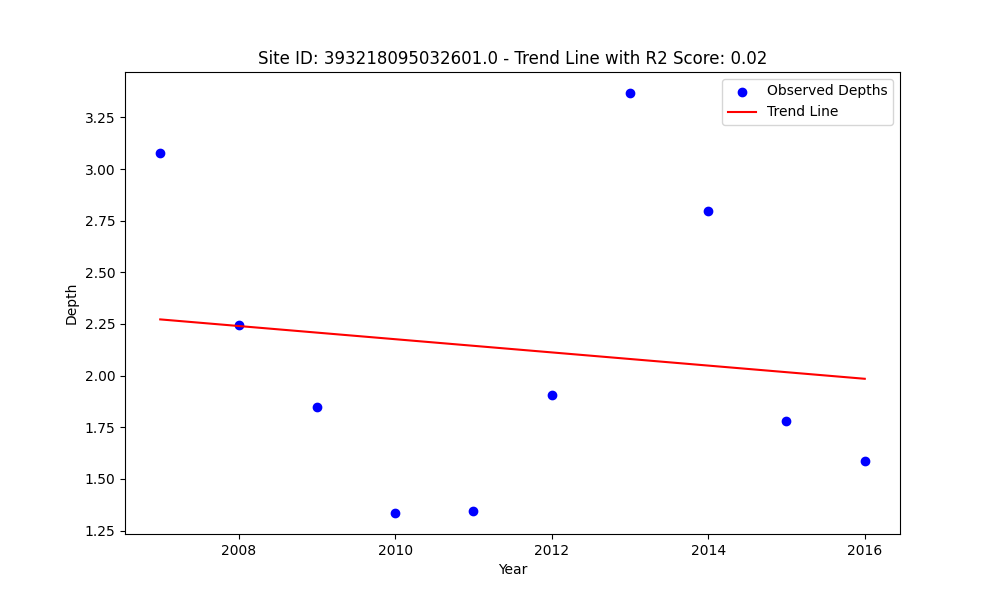 Site ID: 393218095032601.0 - Trend Line with R2 Score: 0.02
Observed Depths
Trend Line
3.25
3.00
2.75
2.50
2.25
2.00
1.75
1.50
1.25
Depth
2008 2010 2012 2014 2016
Year